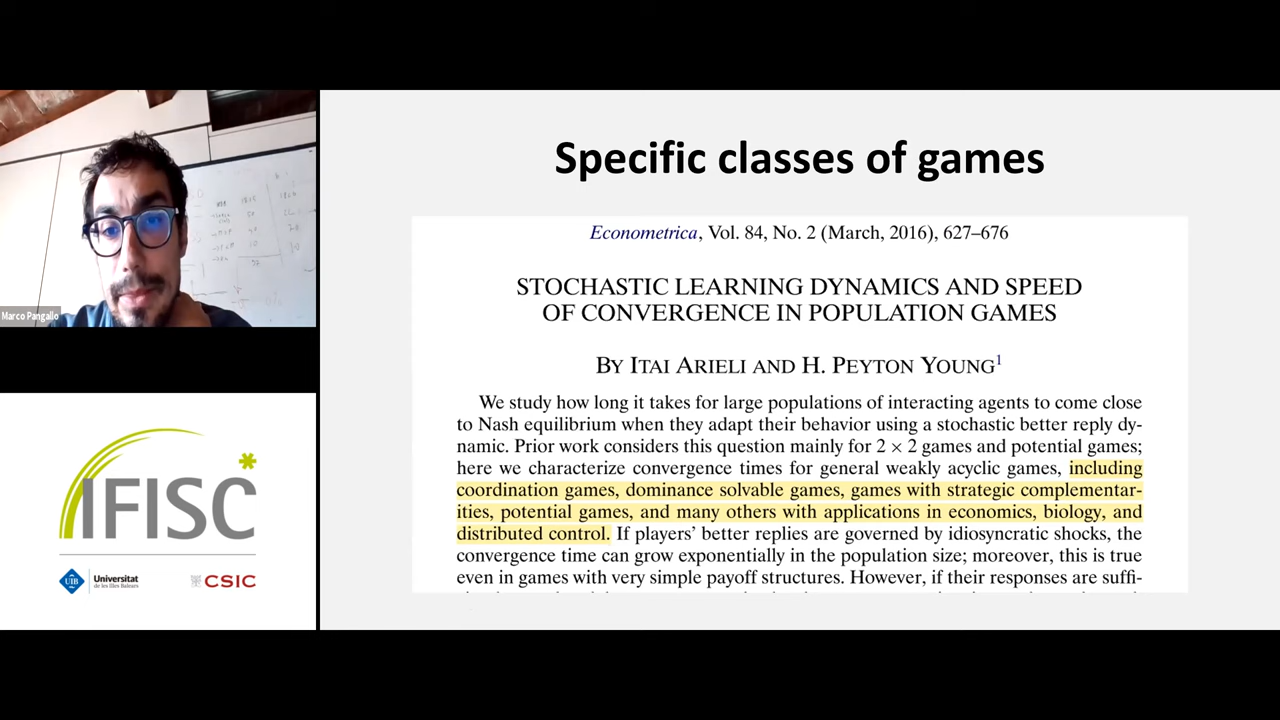 Specific classes of games
Econometrica, Vol. 84, No. 2 (March, 2016), 627–676
STOCHASTIC LEARNING DYNAMICS AND SPEED
OF CONVERGENCE IN POPULATION GAMES
BY ITAI ARIELI AND H. PEYTON YOUNG1
We study how long it takes for large populations of interacting agents to come close
to Nash equilibrium when they adapt their behavior using a stochastic better reply dy-
namic. Prior work considers this question mainly for 2 × 2 games and potential games;
here we characterize convergence times for general weakly acyclic games, including
coordination games, dominance solvable games, games with strategic complementar-
ities, potential games, and many others with applications in economics, biology, and
distributed control. If players' better replies are governed by idiosyncratic shocks, the
convergence time can grow exponentially in the population size; moreover, this is true
even in games with very simple payoff structures. However, if their responses are suffi-
Marco Pangallo
IFISC
UIB
Universitat
de les Illes Balears
CSIC